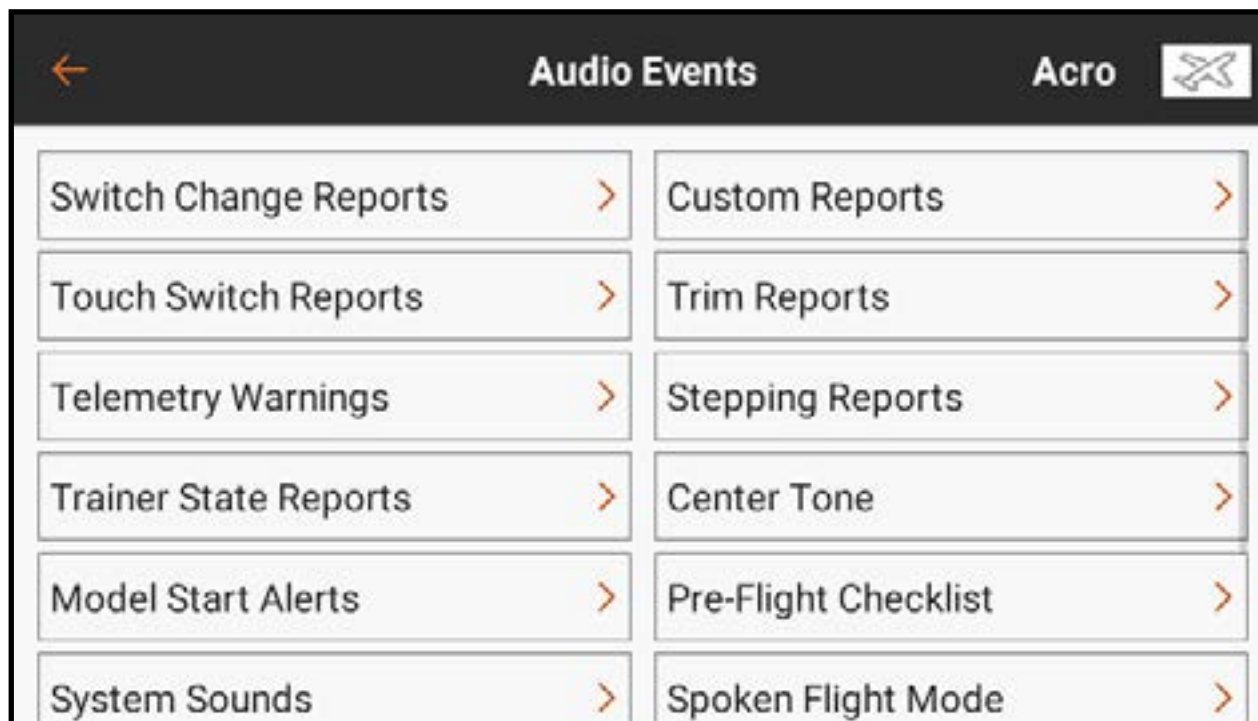 Audio Events
Acro
Switch Change Reports
Custom Reports
Touch Switch Reports
Trim Reports
Telemetry Warnings
Stepping Reports
Trainer State Reports
Center Tone
Model Start Alerts
Pre-Flight Checklist
System Sounds
Spoken Flight Mode